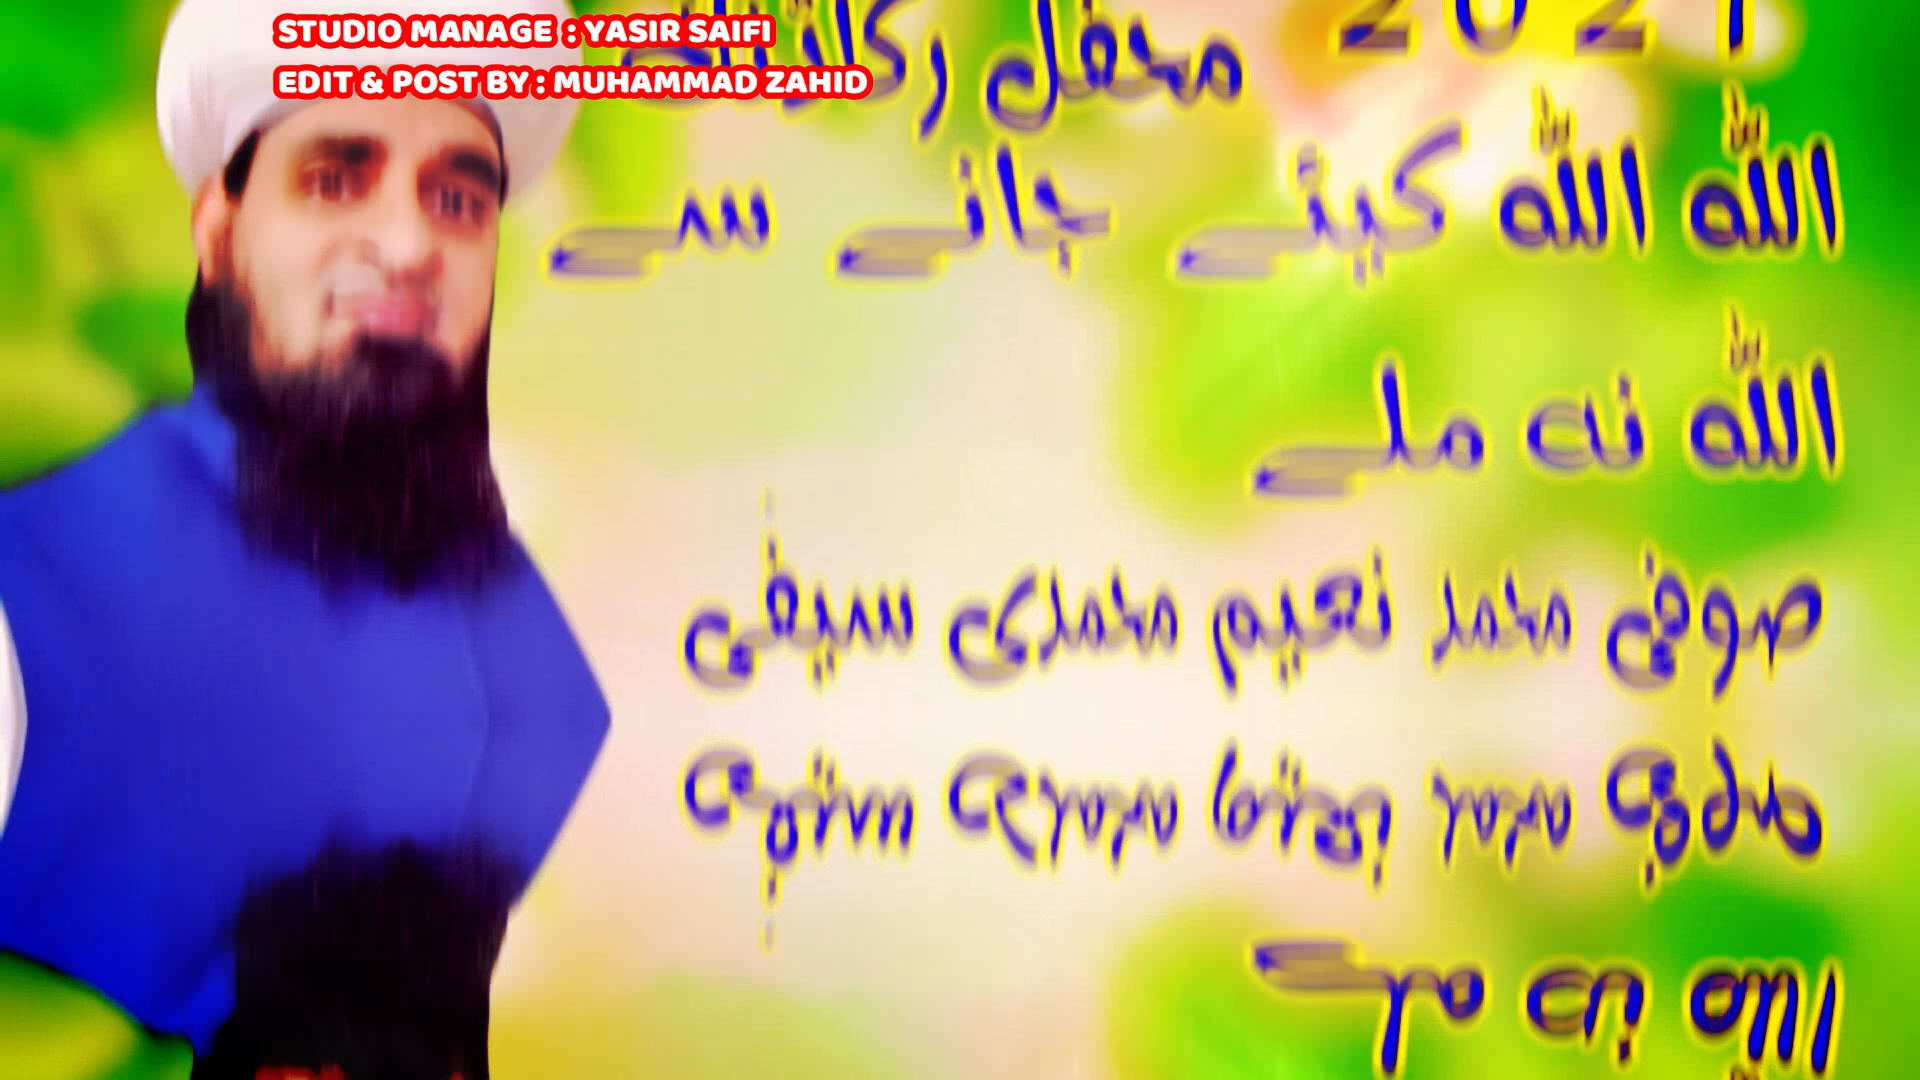 STUDIO MANAGE : YASIR SAIFI
EDIT & POST BY : MUHAMMAD ZAHID
2021
محفل
اللہ اللہ کیئے جانے سے
اللہ نہ ملے
صوفی محمد نعیم محمدی سیفی